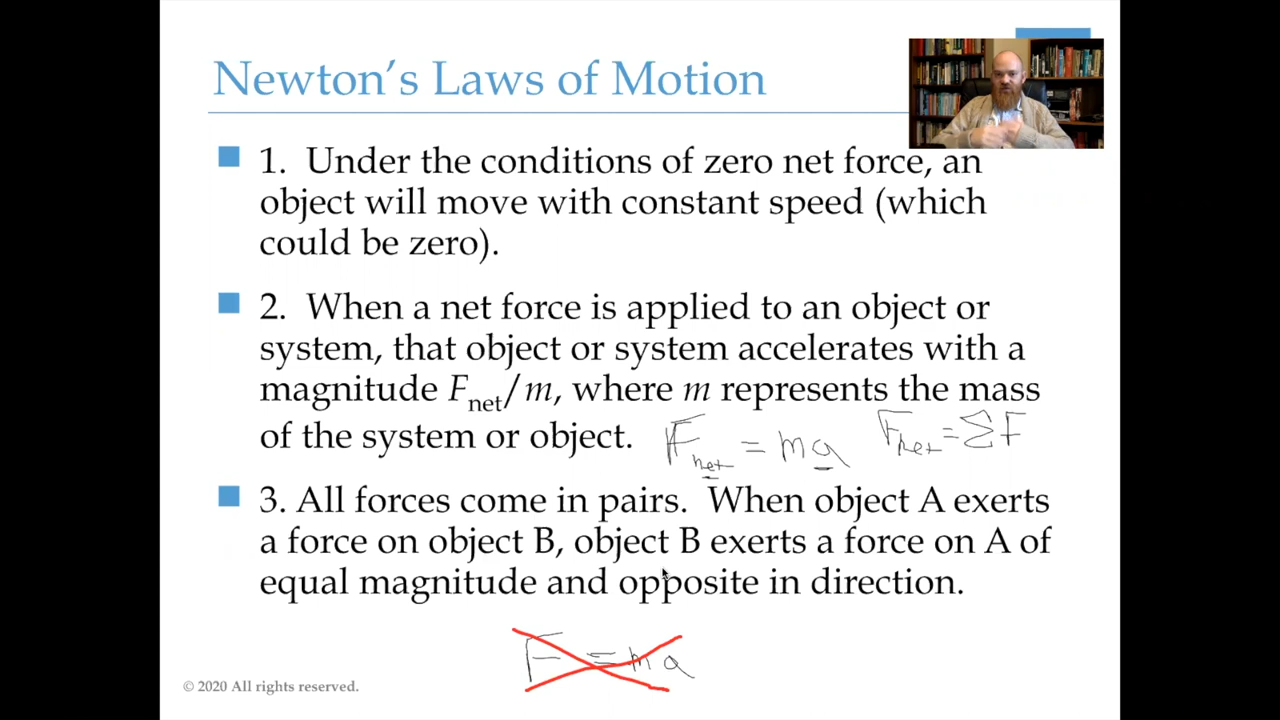 Newton's Laws of Motion
1. Under the conditions of zero net force, an
object will move with constant speed (which
could be zero).
2. When a net force is applied to an object or
system, that object or system accelerates with a
magnitude Fnet/m, where m represents the mass
of the system or object.
Fnet = ma Fnet = ΣF
3. All forces come in pairs. When object A exerts
a force on object B, object B exerts a force on A of
equal magnitude and opposite in direction.
F = ma
© 2020 All rights reserved.